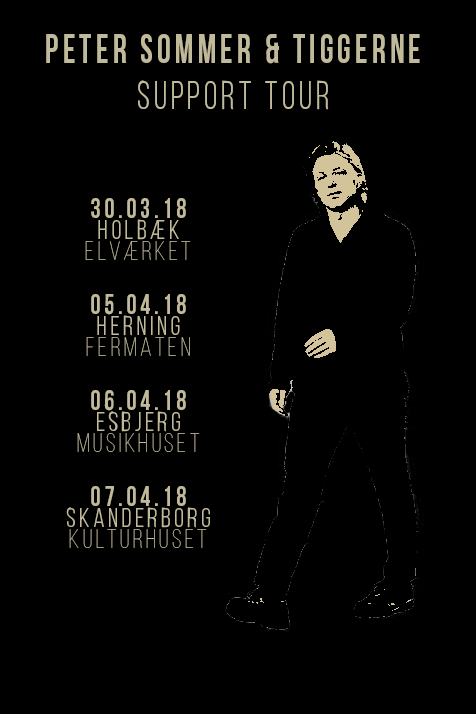 PETER SOMMER & TIGGERNE
SUPPORT TOUR
30.03.18
HOLBÆK
ELVÆRKET
05.04.18
HERNING
FERMATEN
06.04.18
ESBJERG
MUSIKHUSET
07.04.18
SKANDERBORG
KULTURHUSET